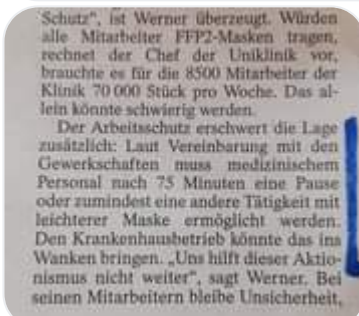 Schutz“, ist Werner überzeugt. Würden
alle Mitarbeiter FFP2-Masken tragen,
rechnet der Chef der Uniklinik vor,
brauchte es für die 8500 Mitarbeiter der
Klinik 70 000 Stück pro Woche. Das al-
lein könnte schwierig werden.
Der Arbeitsschutz erschwert die Lage
zusätzlich: Laut Vereinbarung mit den
Gewerkschaften muss medizinischem
Personal nach 75 Minuten eine Pause
oder zumindest eine andere Tätigkeit mit
leichterer Maske ermöglicht werden.
Den Krankenhausbetrieb könnte das ins
Wanken bringen. „Uns hilft dieser Aktio-
nismus nicht weiter“, sagt Werner. Bei
seinen Mitarbeitern bleibe Unsicherheit,